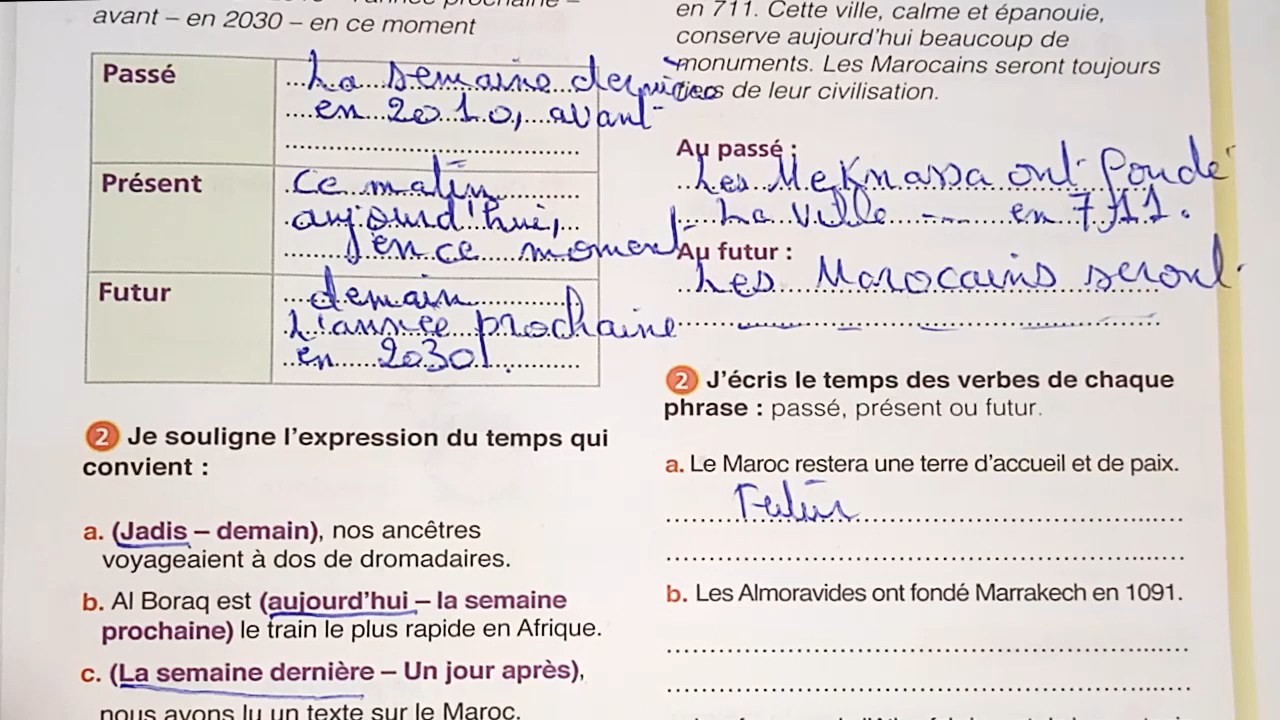 avant – en 2030 – en ce moment
Passé
La semaine dernière
en 2010, avant
Présent
Ce matin
aujourd'hui,
en ce moment
Futur
demain
L'année prochaine
en 2030
2 Je souligne l'expression du temps qui
convient :
a. (Jadis – demain), nos ancêtres
voyageaient à dos de dromadaires.
b. Al Boraq est (aujourd'hui – la semaine
prochaine) le train le plus rapide en Afrique.
c. (La semaine dernière – Un jour après),
nous avons lu un texte sur le Maroc.
en 711. Cette ville, calme et épanouie,
conserve aujourd'hui beaucoup de
monuments. Les Marocains seront toujours
fiers de leur civilisation.
Au passé :
Les Meknassa ont fondé
La ville ---- en 711.
Au futur :
Les Marocains seront
2 J'écris le temps des verbes de chaque
phrase : passé, présent ou futur.
a. Le Maroc restera une terre d'accueil et de paix.
Futur
b. Les Almoravides ont fondé Marrakech en 1091.